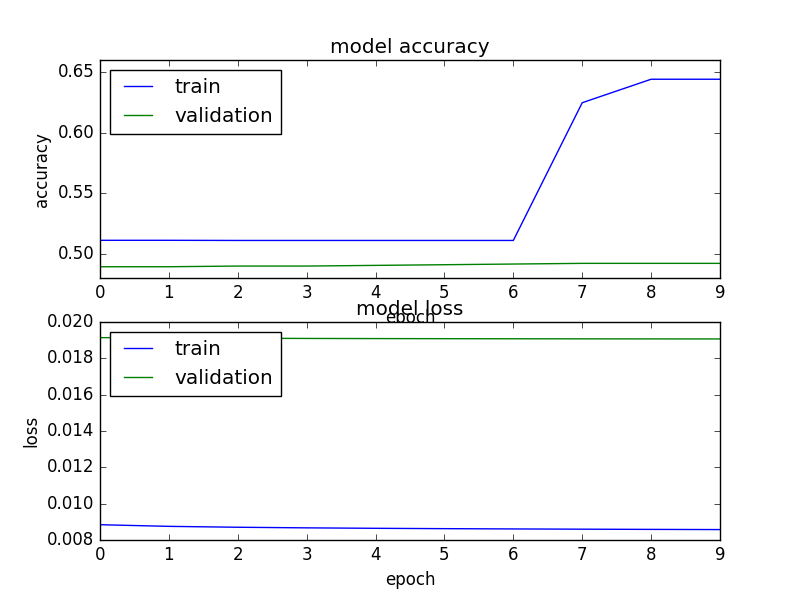 model accuracy
0.65
0.60
0.55
0.50
accuracy
train
validation
0 1 2 3 4 5 6 7 8 9
epoch
model loss
0.020
0.018
0.016
0.014
0.012
0.010
0.008
loss
train
validation
0 1 2 3 4 5 6 7 8 9
epoch